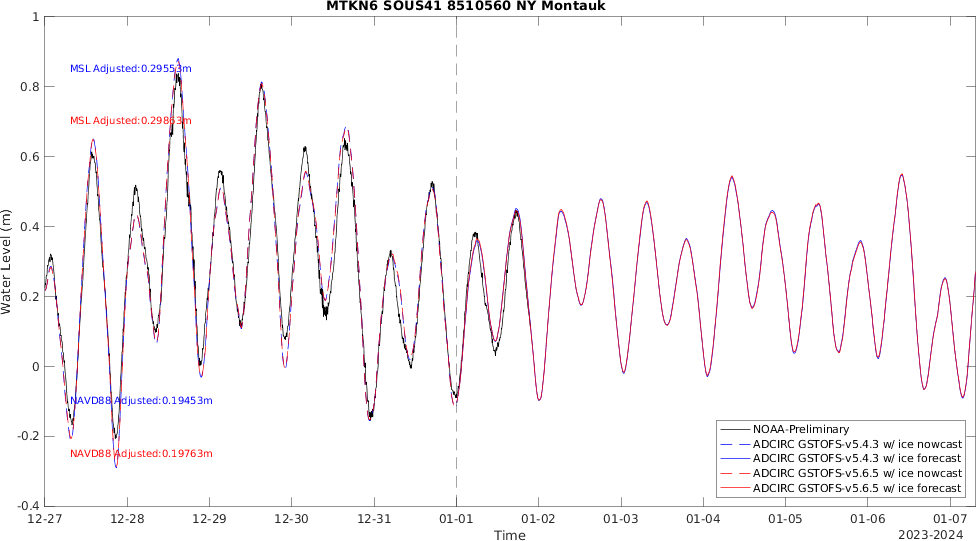 MTKN6 SOUS41 8510560 NY Montauk
1
0.8
0.6
0.4
0.2
0
-0.2
-0.4
Water Level (m)
MSL Adjusted:0.29553m
MSL Adjusted:0.29863m
NAVD88 Adjusted:0.19453m
NAVD88 Adjusted:0.19763m
NOAA-Preliminary
ADCIRC GSTOFS-v5.4.3 w/ ice nowcast
ADCIRC GSTOFS-v5.4.3 w/ ice forecast
ADCIRC GSTOFS-v5.6.5 w/ ice nowcast
ADCIRC GSTOFS-v5.6.5 w/ ice forecast
12-27 12-28 12-29 12-30 12-31 01-01 01-02 01-03 01-04 01-05 01-06 01-07
Time
2023-2024